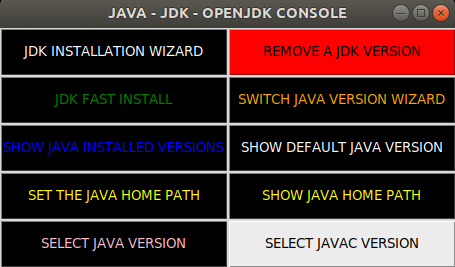 JAVA - JDK - OPENJDK CONSOLE
JDK INSTALLATION WIZARD
REMOVE A JDK VERSION
JDK FAST INSTALL
SWITCH JAVA VERSION WIZARD
SHOW JAVA INSTALLED VERSIONS
SHOW DEFAULT JAVA VERSION
SET THE JAVA HOME PATH
SHOW JAVA HOME PATH
SELECT JAVA VERSION
SELECT JAVAC VERSION